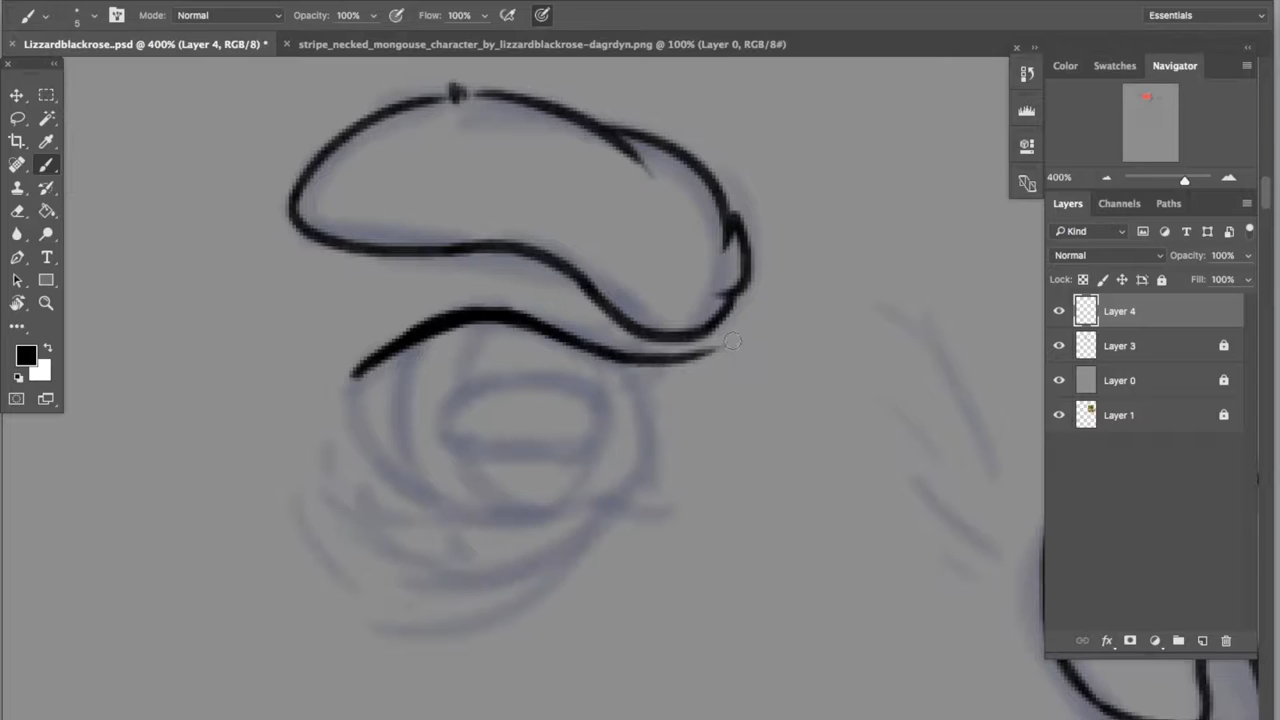 5 Mode: Normal Opacity: 100% Flow: 100% Essentials
Lizzardblackrose.psd @ 400% (Layer 4, RGB/8) * stripe_necked_mongouse_character_by_lizzardblackrose-dagrdyn.png @ 100% (Layer 0, RGB/8#)
Color Swatches Navigator
400%
Layers Channels Paths
Kind
Normal Opacity: 100%
Lock: Fill: 100%
Layer 4
Layer 3
Layer 0
Layer 1